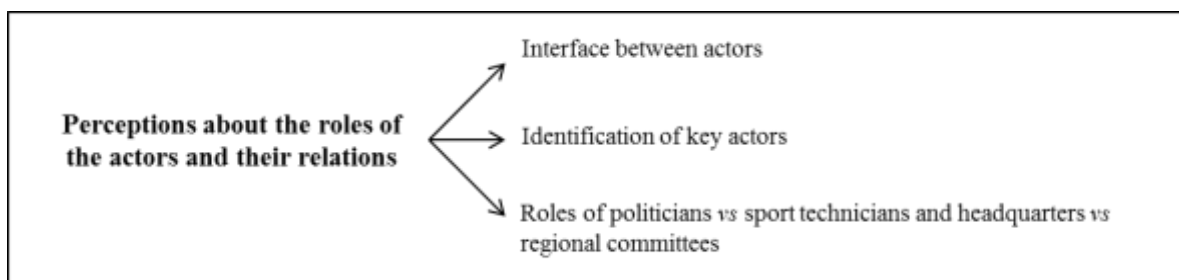 Interface between actors
Perceptions about the roles of
the actors and their relations
Identification of key actors
Roles of politicians vs sport technicians and headquarters vs
regional committees